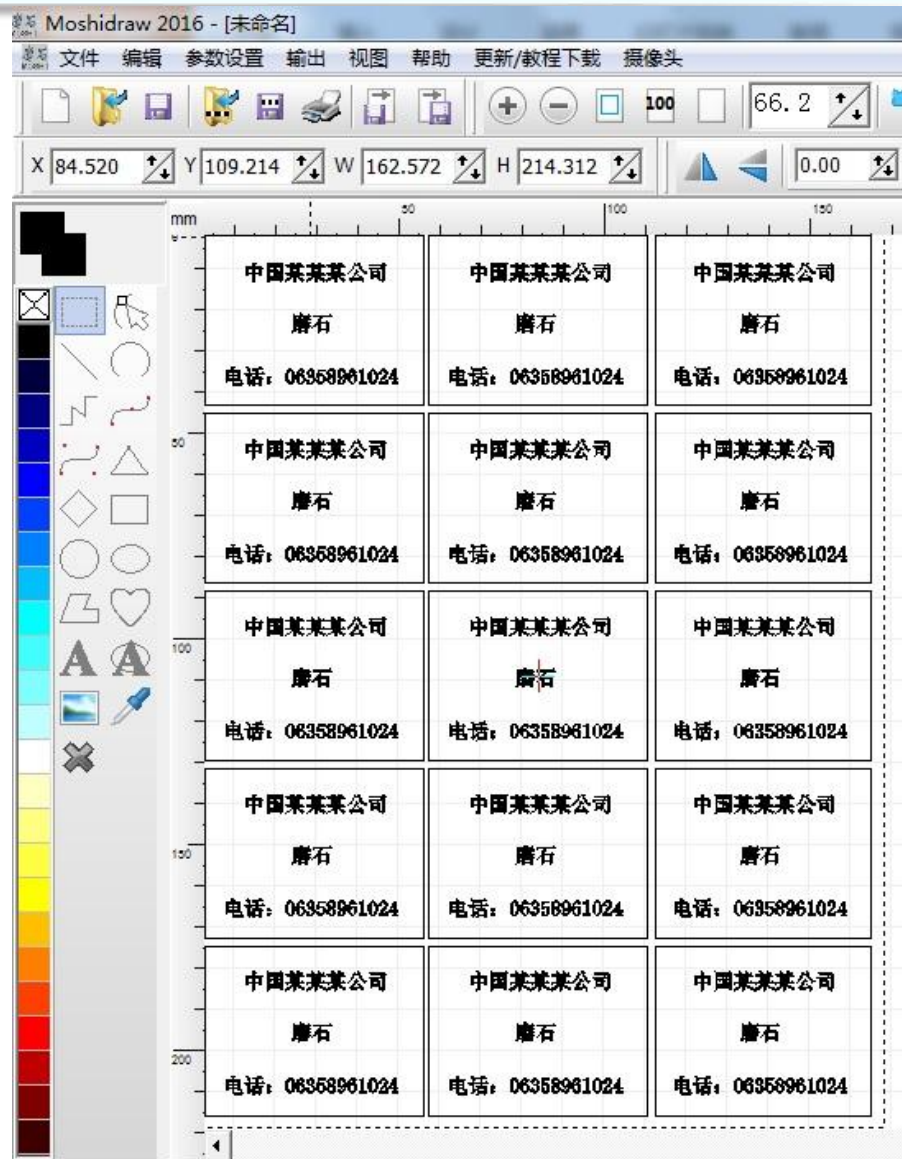 Moshidraw 2016 - [未命名]
文件 编辑 参数设置 输出 视图 帮助 更新/教程下载 摄像头
100 66.2
X 84.520 Y 109.214 W 162.572 H 214.312 0.00
mm 50 100 150
中国某某某公司 中国某某某公司 中国某某某公司
磨石 磨石 磨石
电话：06358961024 电话：06358961024 电话：06358961024
50
中国某某某公司 中国某某某公司 中国某某某公司
磨石 磨石 磨石
电话：06358961024 电话：06358961024 电话：06358961024
中国某某某公司 中国某某某公司 中国某某某公司
100
磨石 磨石 磨石
电话：06358961024 电话：06358961024 电话：06358961024
中国某某某公司 中国某某某公司 中国某某某公司
150 磨石 磨石 磨石
电话：06358961024 电话：06358961024 电话：06358961024
中国某某某公司 中国某某某公司 中国某某某公司
磨石 磨石 磨石
200
电话：06358961024 电话：06358961024 电话：06358961024